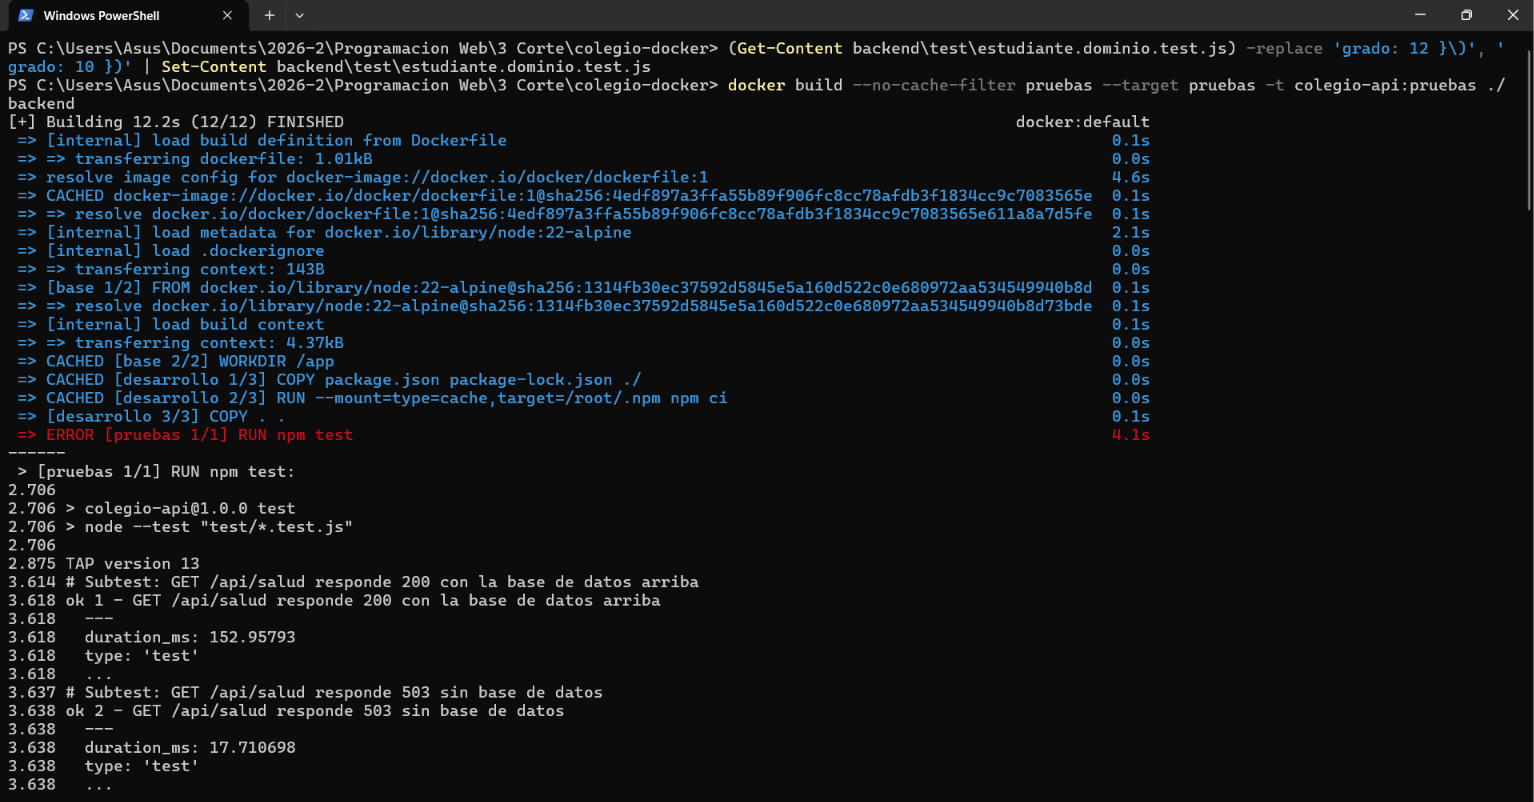 Windows PowerShell
PS C:\Users\Asus\Documents\2026-2\Programacion Web\3 Corte\colegio-docker> (Get-Content backend\test\estudiante.dominio.test.js) -replace 'grado: 12 }\)', '
grado: 10 })' | Set-Content backend\test\estudiante.dominio.test.js
PS C:\Users\Asus\Documents\2026-2\Programacion Web\3 Corte\colegio-docker> docker build --no-cache-filter pruebas --target pruebas -t colegio-api:pruebas ./
backend
[+] Building 12.2s (12/12) FINISHED docker:default
=> [internal] load build definition from Dockerfile 0.1s
=> => transferring dockerfile: 1.01kB 0.0s
=> resolve image config for docker-image://docker.io/docker/dockerfile:1 4.6s
=> CACHED docker-image://docker.io/docker/dockerfile:1@sha256:4edf897a3ffa55b89f906fc8cc78afdb3f1834cc9c7083565e 0.1s
=> => resolve docker.io/docker/dockerfile:1@sha256:4edf897a3ffa55b89f906fc8cc78afdb3f1834cc9c7083565e611a8a7d5fe 0.1s
=> [internal] load metadata for docker.io/library/node:22-alpine 2.1s
=> [internal] load .dockerignore 0.0s
=> => transferring context: 143B 0.0s
=> [base 1/2] FROM docker.io/library/node:22-alpine@sha256:1314fb30ec37592d5845e5a160d522c0e680972aa534549940b8d 0.1s
=> => resolve docker.io/library/node:22-alpine@sha256:1314fb30ec37592d5845e5a160d522c0e680972aa534549940b8d73bde 0.1s
=> [internal] load build context 0.1s
=> => transferring context: 4.37kB 0.0s
=> CACHED [base 2/2] WORKDIR /app 0.0s
=> CACHED [desarrollo 1/3] COPY package.json package-lock.json ./ 0.0s
=> CACHED [desarrollo 2/3] RUN --mount=type=cache,target=/root/.npm npm ci 0.0s
=> [desarrollo 3/3] COPY . . 0.1s
=> ERROR [pruebas 1/1] RUN npm test 4.1s
------
> [pruebas 1/1] RUN npm test:
2.706
2.706 > colegio-api@1.0.0 test
2.706 > node --test "test/*.test.js"
2.706
2.875 TAP version 13
3.614 # Subtest: GET /api/salud responde 200 con la base de datos arriba
3.618 ok 1 - GET /api/salud responde 200 con la base de datos arriba
3.618 ---
3.618 duration_ms: 152.95793
3.618 type: 'test'
3.618 ...
3.637 # Subtest: GET /api/salud responde 503 sin base de datos
3.638 ok 2 - GET /api/salud responde 503 sin base de datos
3.638 ---
3.638 duration_ms: 17.710698
3.638 type: 'test'
3.638 ...